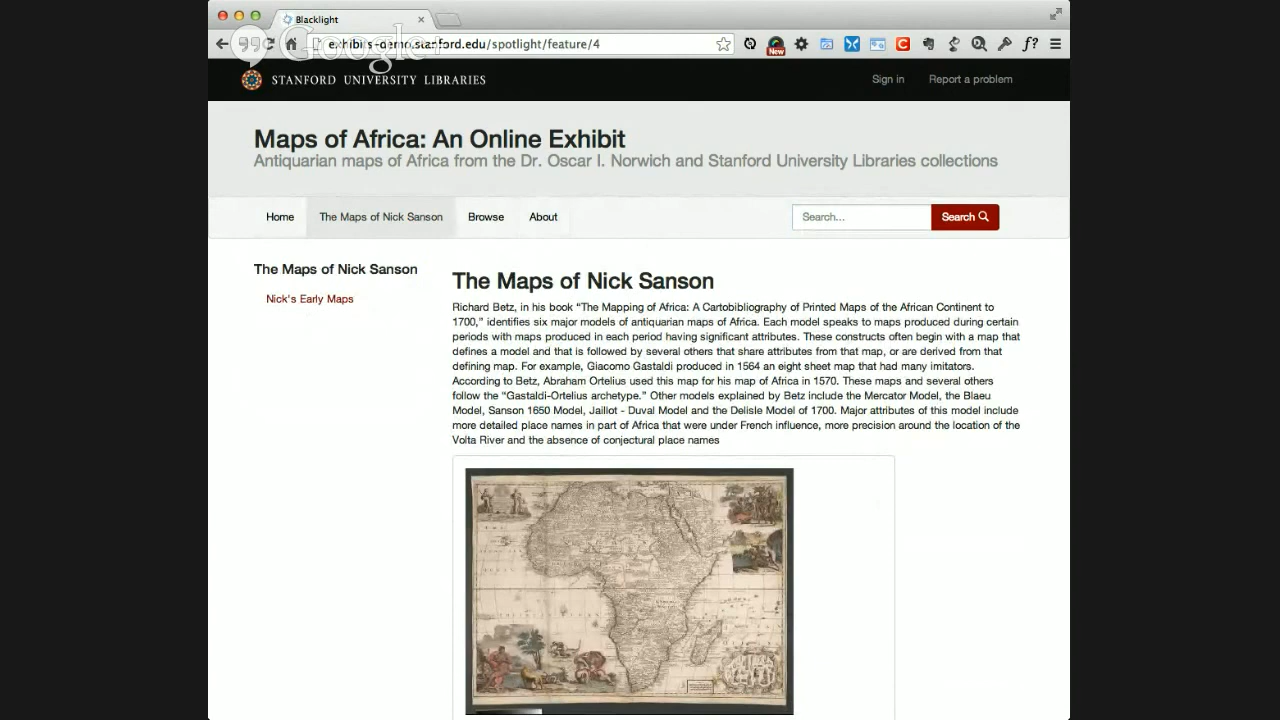 Blacklight
Google+
exhibits-demo.stanford.edu/spotlight/feature/4
New
f?
STANFORD UNIVERSITY LIBRARIES
Sign in
Report a problem
Maps of Africa: An Online Exhibit
Antiquarian maps of Africa from the Dr. Oscar I. Norwich and Stanford University Libraries collections
Home
The Maps of Nick Sanson
Browse
About
Search...
Search
The Maps of Nick Sanson
Nick's Early Maps
The Maps of Nick Sanson
Richard Betz, in his book “The Mapping of Africa: A Cartobibliography of Printed Maps of the African Continent to
1700,” identifies six major models of antiquarian maps of Africa. Each model speaks to maps produced during certain
periods with maps produced in each period having significant attributes. These constructs often begin with a map that
defines a model and that is followed by several others that share attributes from that map, or are derived from that
defining map. For example, Giacomo Gastaldi produced in 1564 an eight sheet map that had many imitators.
According to Betz, Abraham Ortelius used this map for his map of Africa in 1570. These maps and several others
follow the “Gastaldi-Ortelius archetype.” Other models explained by Betz include the Mercator Model, the Blaeu
Model, Sanson 1650 Model, Jaillot - Duval Model and the Delisle Model of 1700. Major attributes of this model include
more detailed place names in part of Africa that were under French influence, more precision around the location of the
Volta River and the absence of conjectural place names